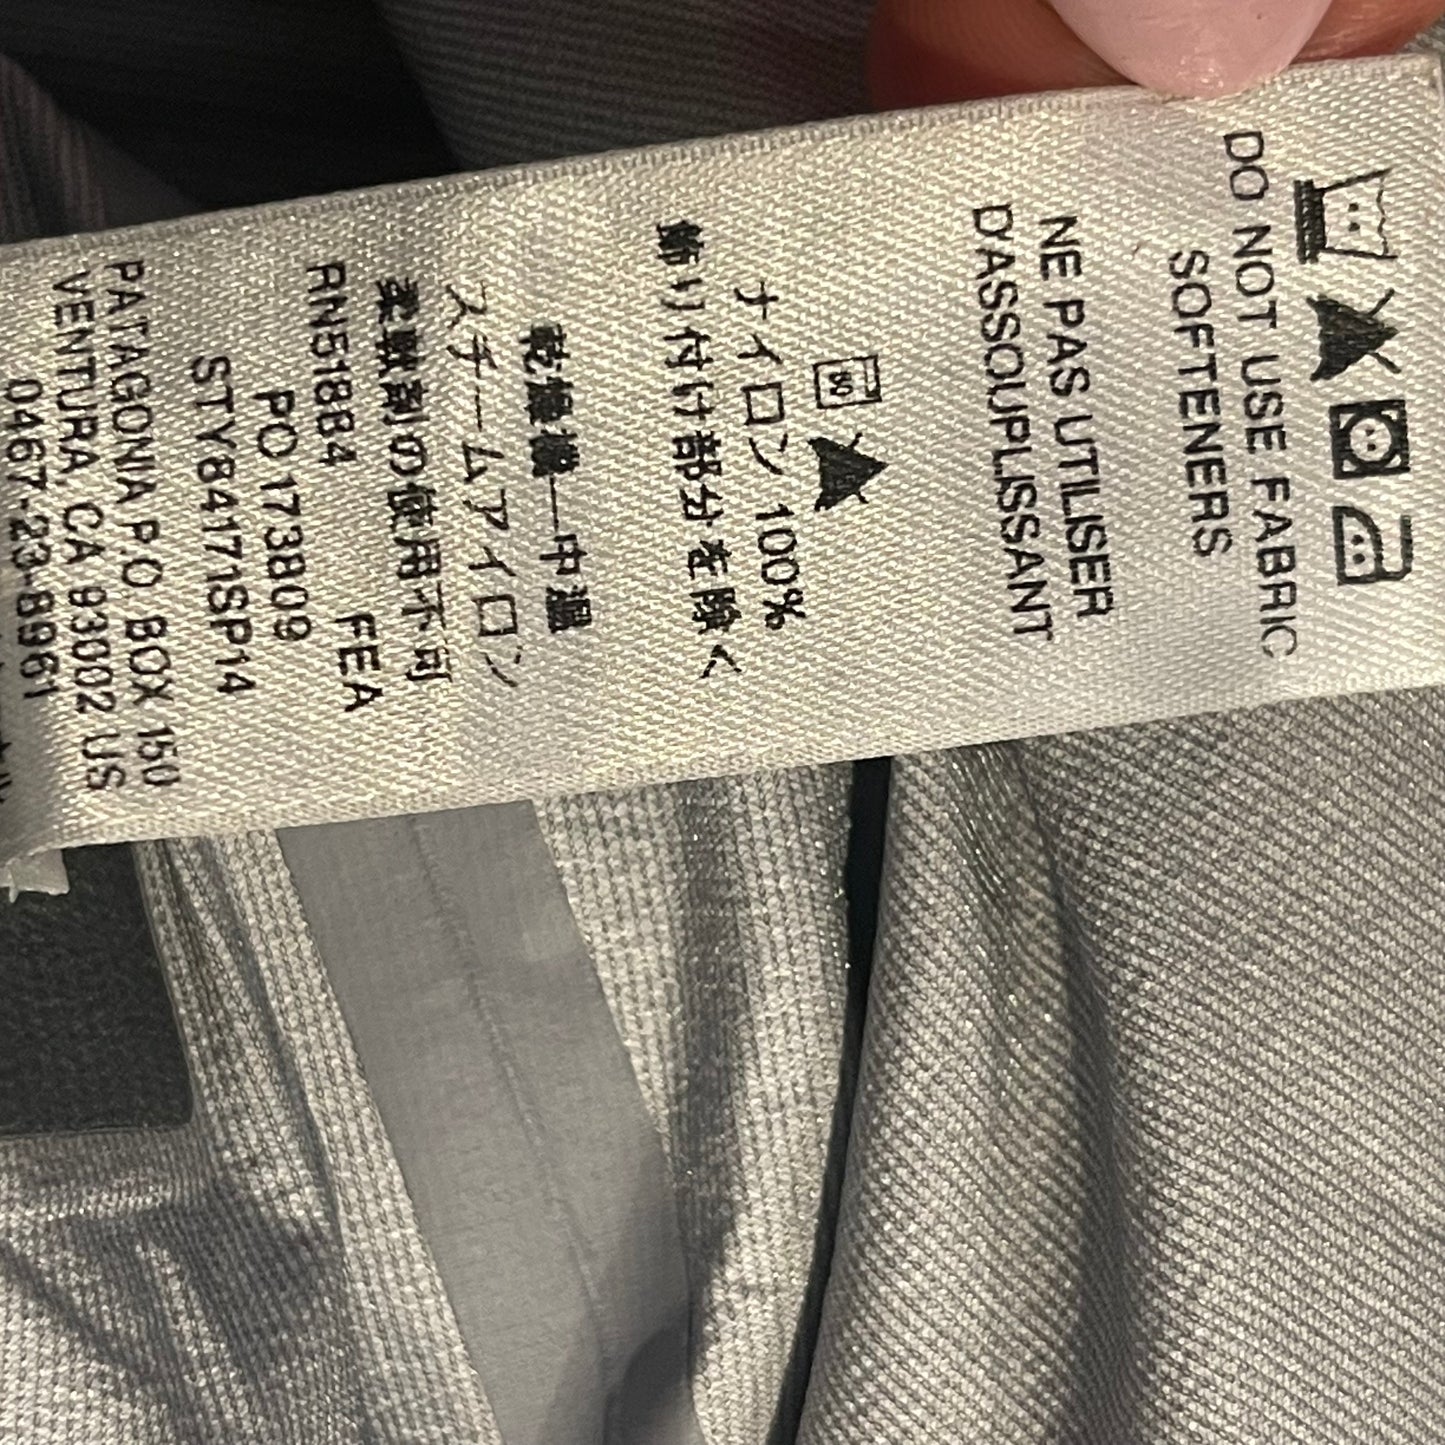 DO NOT USE FABRIC
SOFTENERS
NE PAS UTILISER
D'ASSOUPLISSANT
60
ナイロン 100%
飾り付け部分を除く
乾燥機—中温
スチームアイロン
柔軟剤の使用不可
RN51884 FEA
PO173809
STY84171SP14
PATAGONIA P.O. BOX 150
VENTURA, CA 93002 US
0467-23-8961